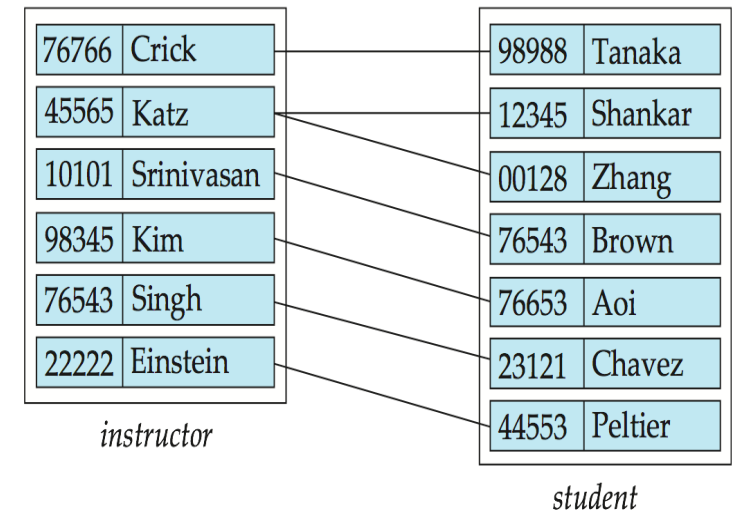 76766 Crick
45565 Katz
10101 Srinivasan
98345 Kim
76543 Singh
22222 Einstein
instructor
98988 Tanaka
12345 Shankar
00128 Zhang
76543 Brown
76653 Aoi
23121 Chavez
44553 Peltier
student